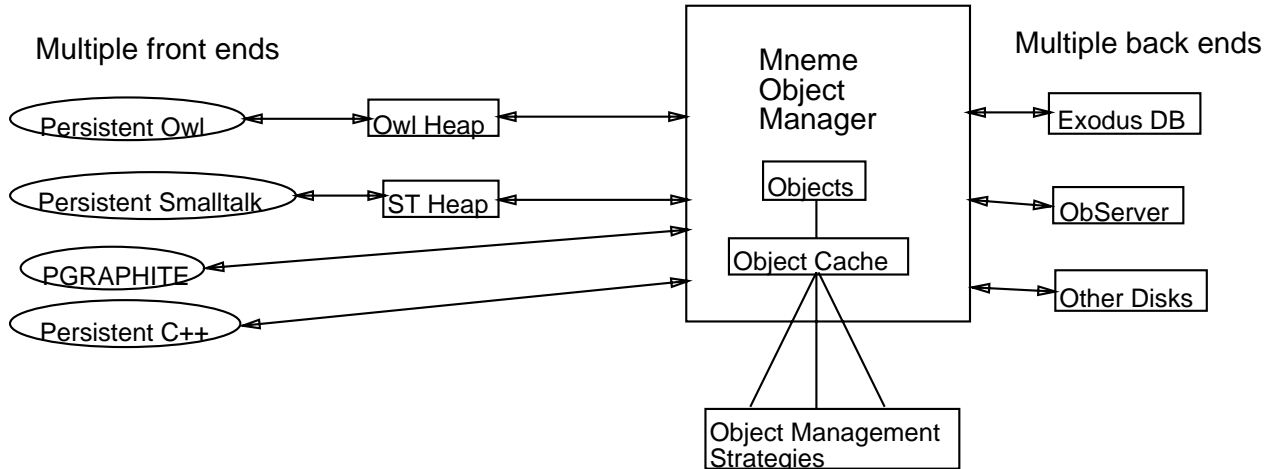 Multiple front ends
Multiple back ends
Mneme
Object
Manager
Persistent Owl
Owl Heap
Exodus DB
Persistent Smalltalk
ST Heap
Objects
ObServer
PGRAPHITE
Object Cache
Other Disks
Persistent C++
Object Management
Strategies